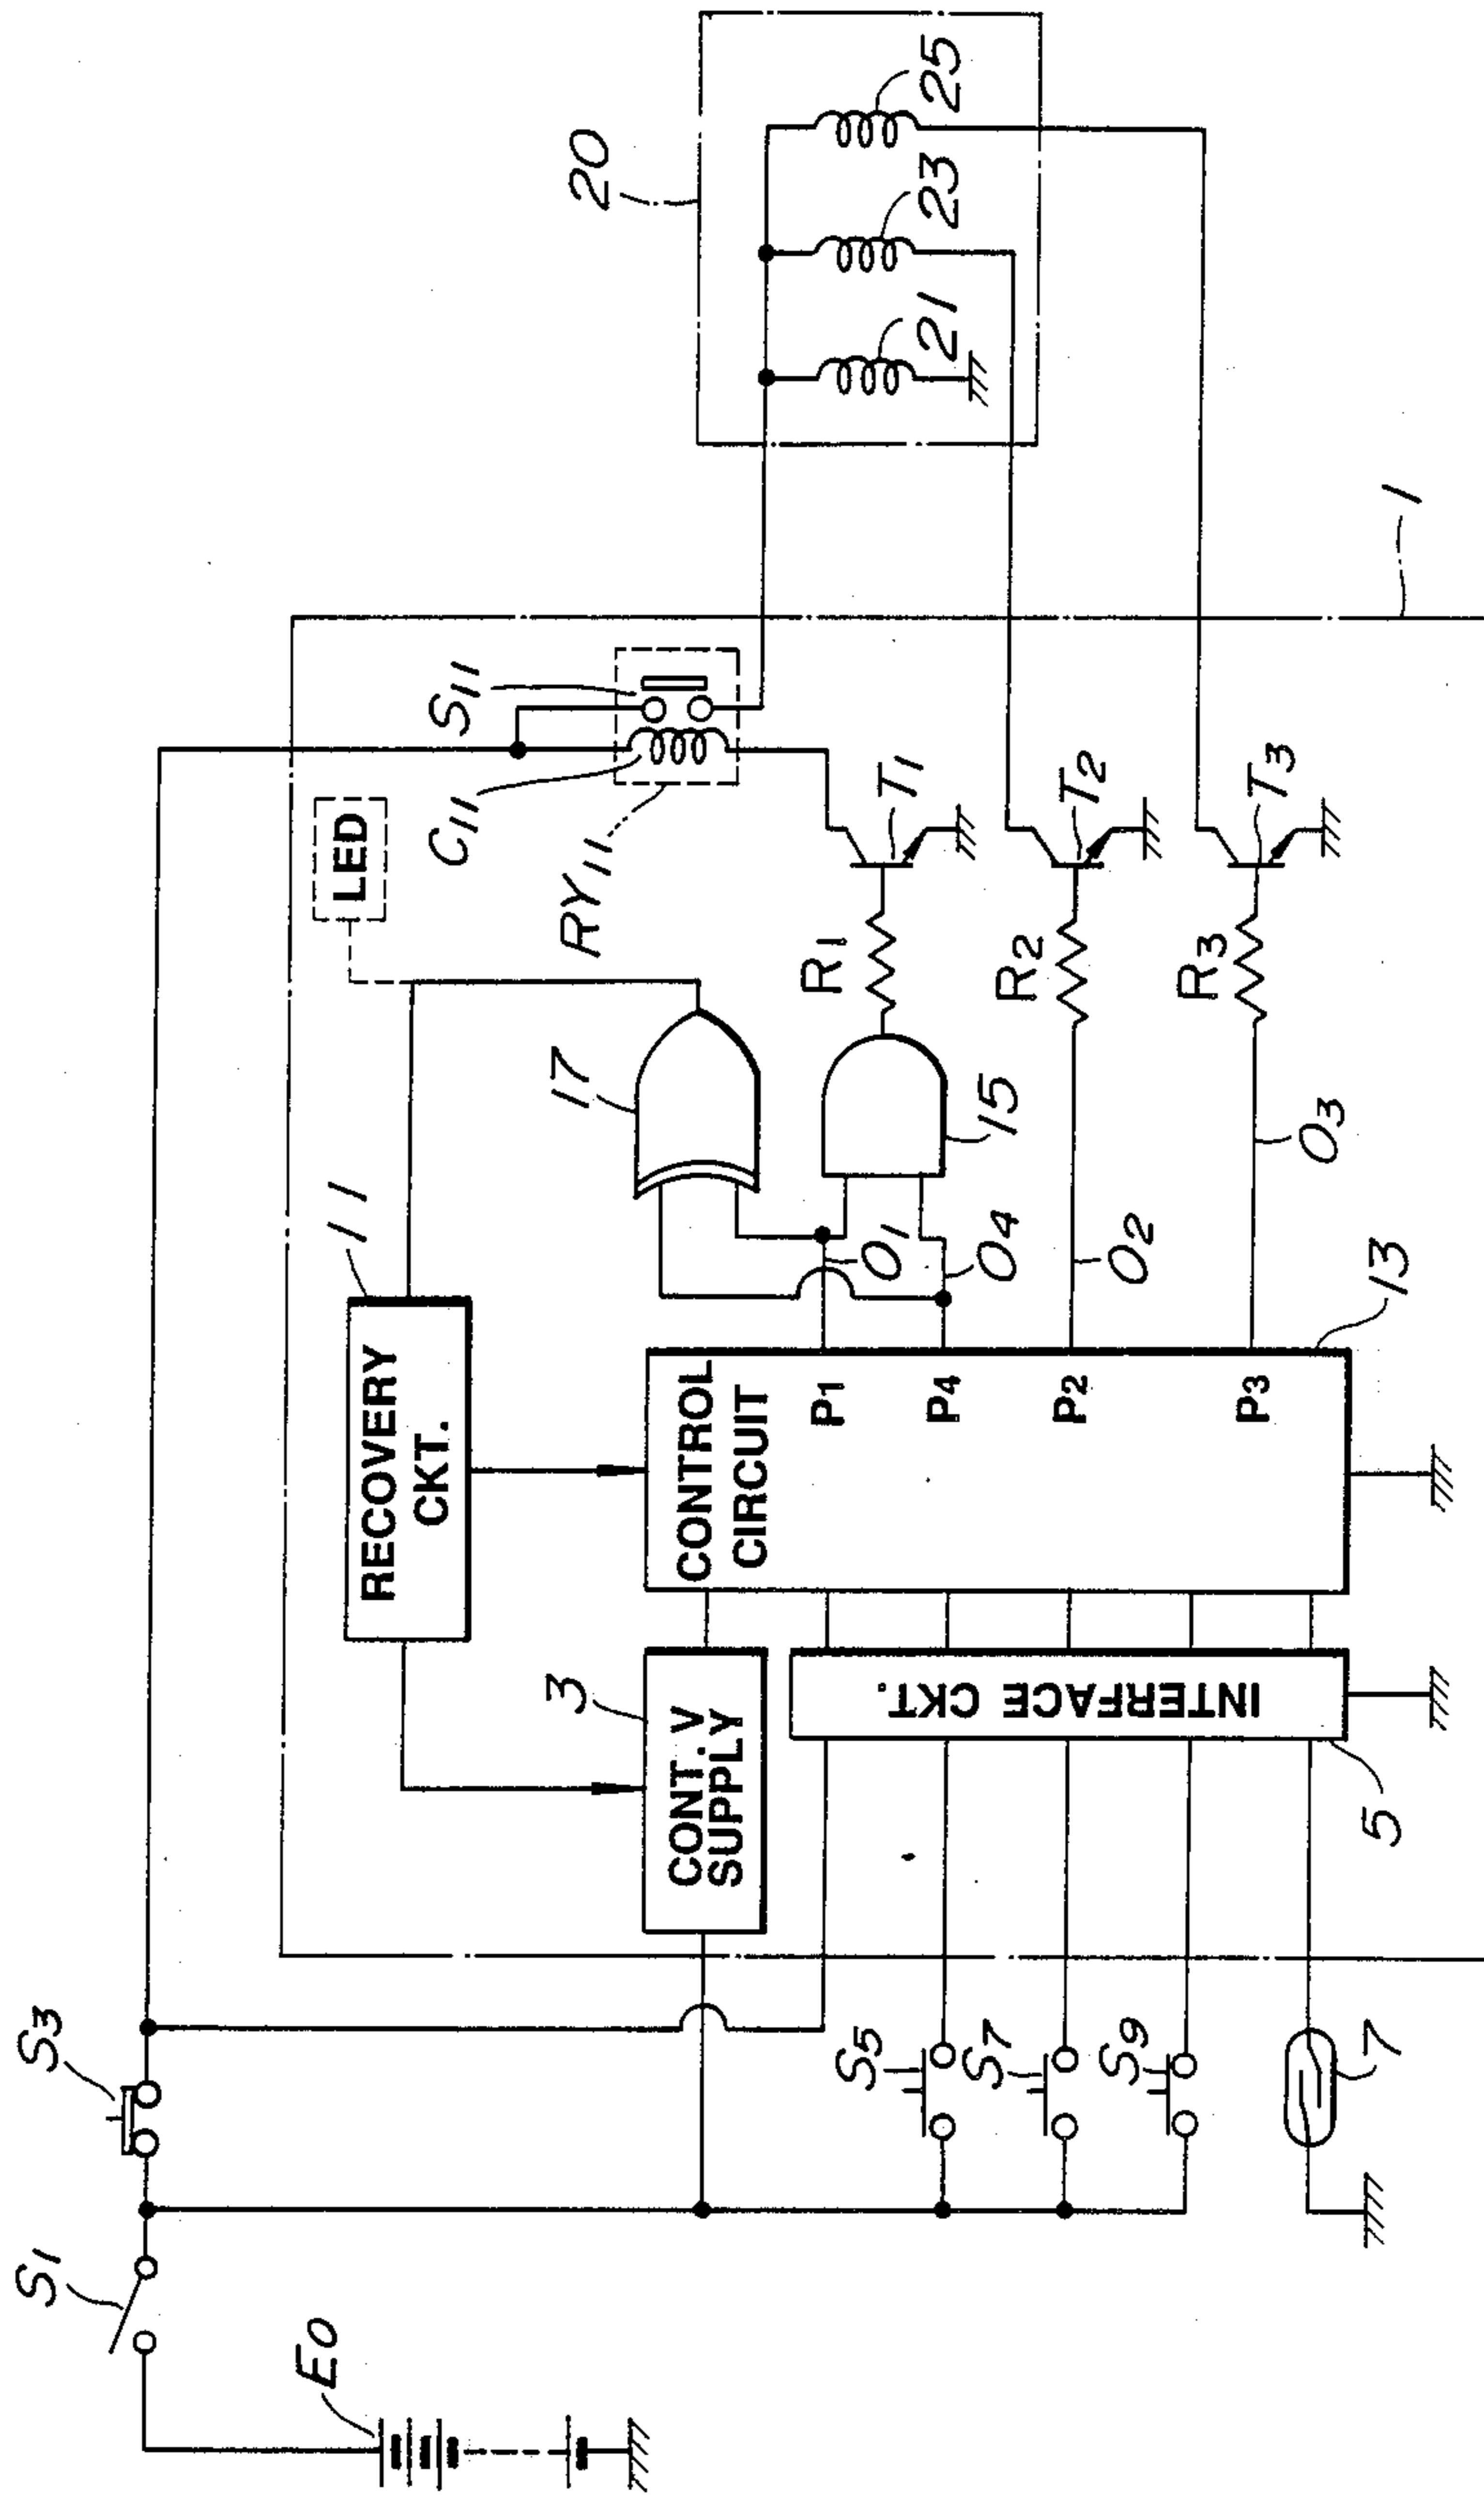 S1
E0
S3
S5
S7
S9
7
RECOVERY
CKT.
11
3
CONT. V
SUPPLY
INTERFACE CKT.
5
CONTROL
CIRCUIT
P1
P4
P2
P3
13
O1
O4
O2
O3
17
15
LED
R1
R2
R3
T1
T2
T3
C11
S11
RY11
1
20
21
23
25